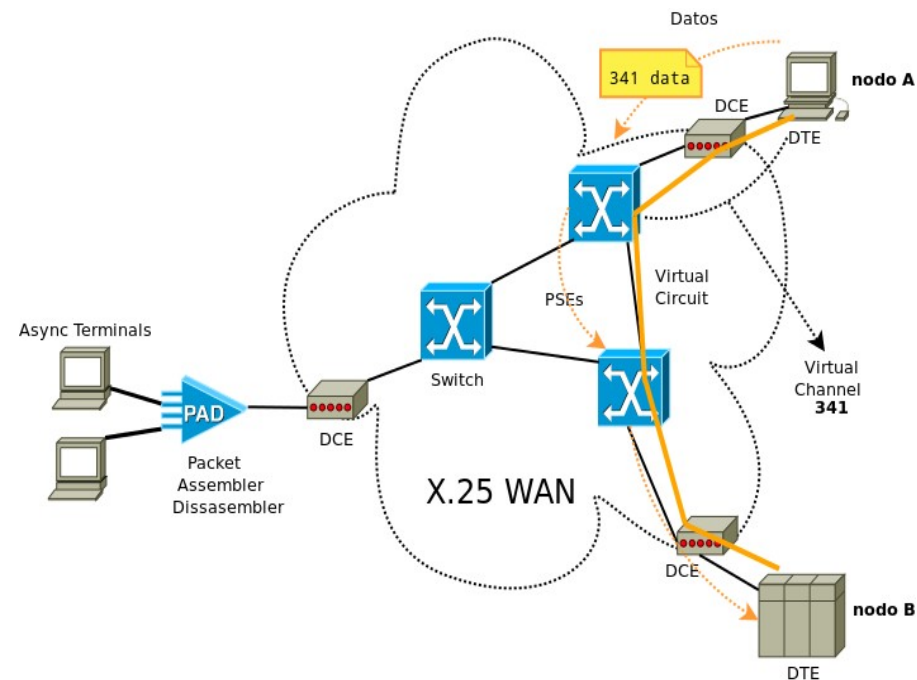 Datos
341 data
nodo A
DCE
DTE
Virtual
Circuit
PSEs
Async Terminals
Switch
Virtual
Channel
341
PAD
DCE
Packet
Assembler
Dissasembler
X.25 WAN
DCE
nodo B
DTE